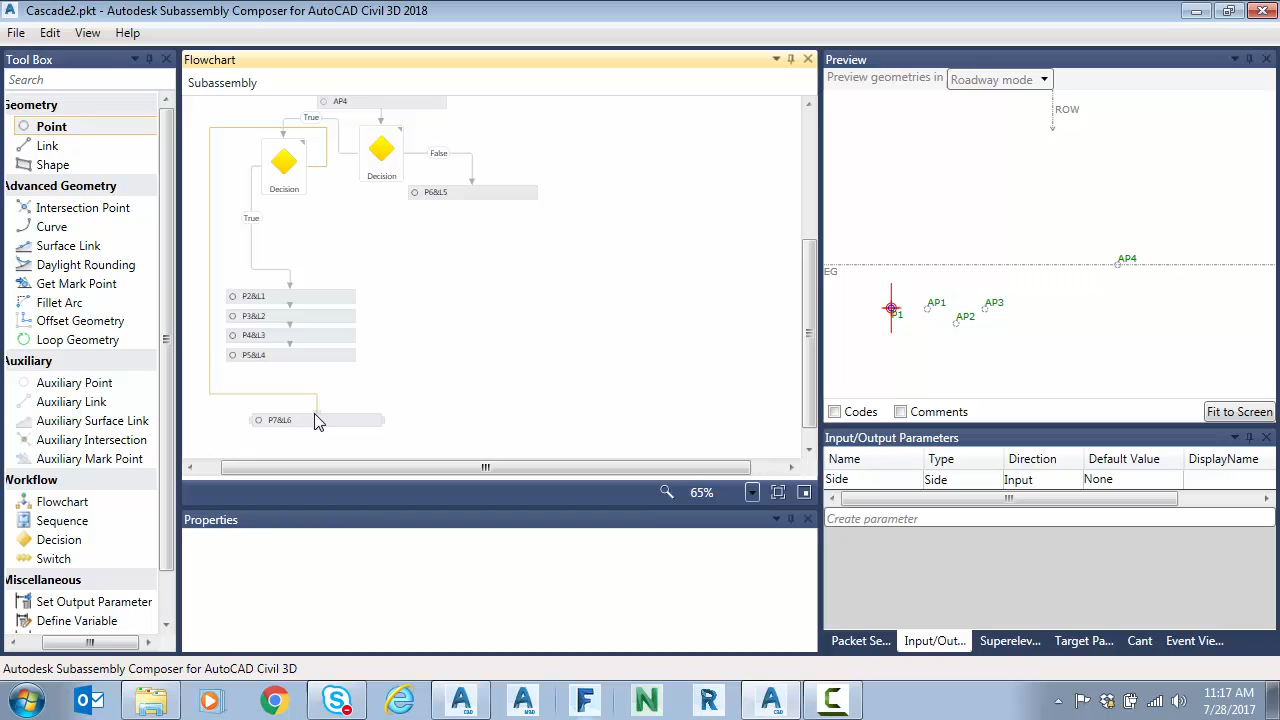 Cascade2.pkt - Autodesk Subassembly Composer for AutoCAD Civil 3D 2018
File Edit View Help
Tool Box
Search
Geometry
Point
Link
Shape
Advanced Geometry
Intersection Point
Curve
Surface Link
Daylight Rounding
Get Mark Point
Fillet Arc
Offset Geometry
Loop Geometry
Auxiliary
Auxiliary Point
Auxiliary Link
Auxiliary Surface Link
Auxiliary Intersection
Auxiliary Mark Point
Workflow
Flowchart
Sequence
Decision
Switch
Miscellaneous
Set Output Parameter
Define Variable
Flowchart
Subassembly
AP4
True
Decision
Decision
False
P6&L5
True
P2&L1
P3&L2
P4&L3
P5&L4
P7&L6
65%
Properties
Preview
Preview geometries in Roadway mode
ROW
EG
AP4
P1
AP1
AP2
AP3
Codes Comments Fit to Screen
Input/Output Parameters
Name Type Direction Default Value DisplayName
Side Side Input None
Create parameter
Packet Se... Input/Out... Superelev... Target Pa... Cant Event Vie...
Autodesk Subassembly Composer for AutoCAD Civil 3D
11:17 AM
7/28/2017